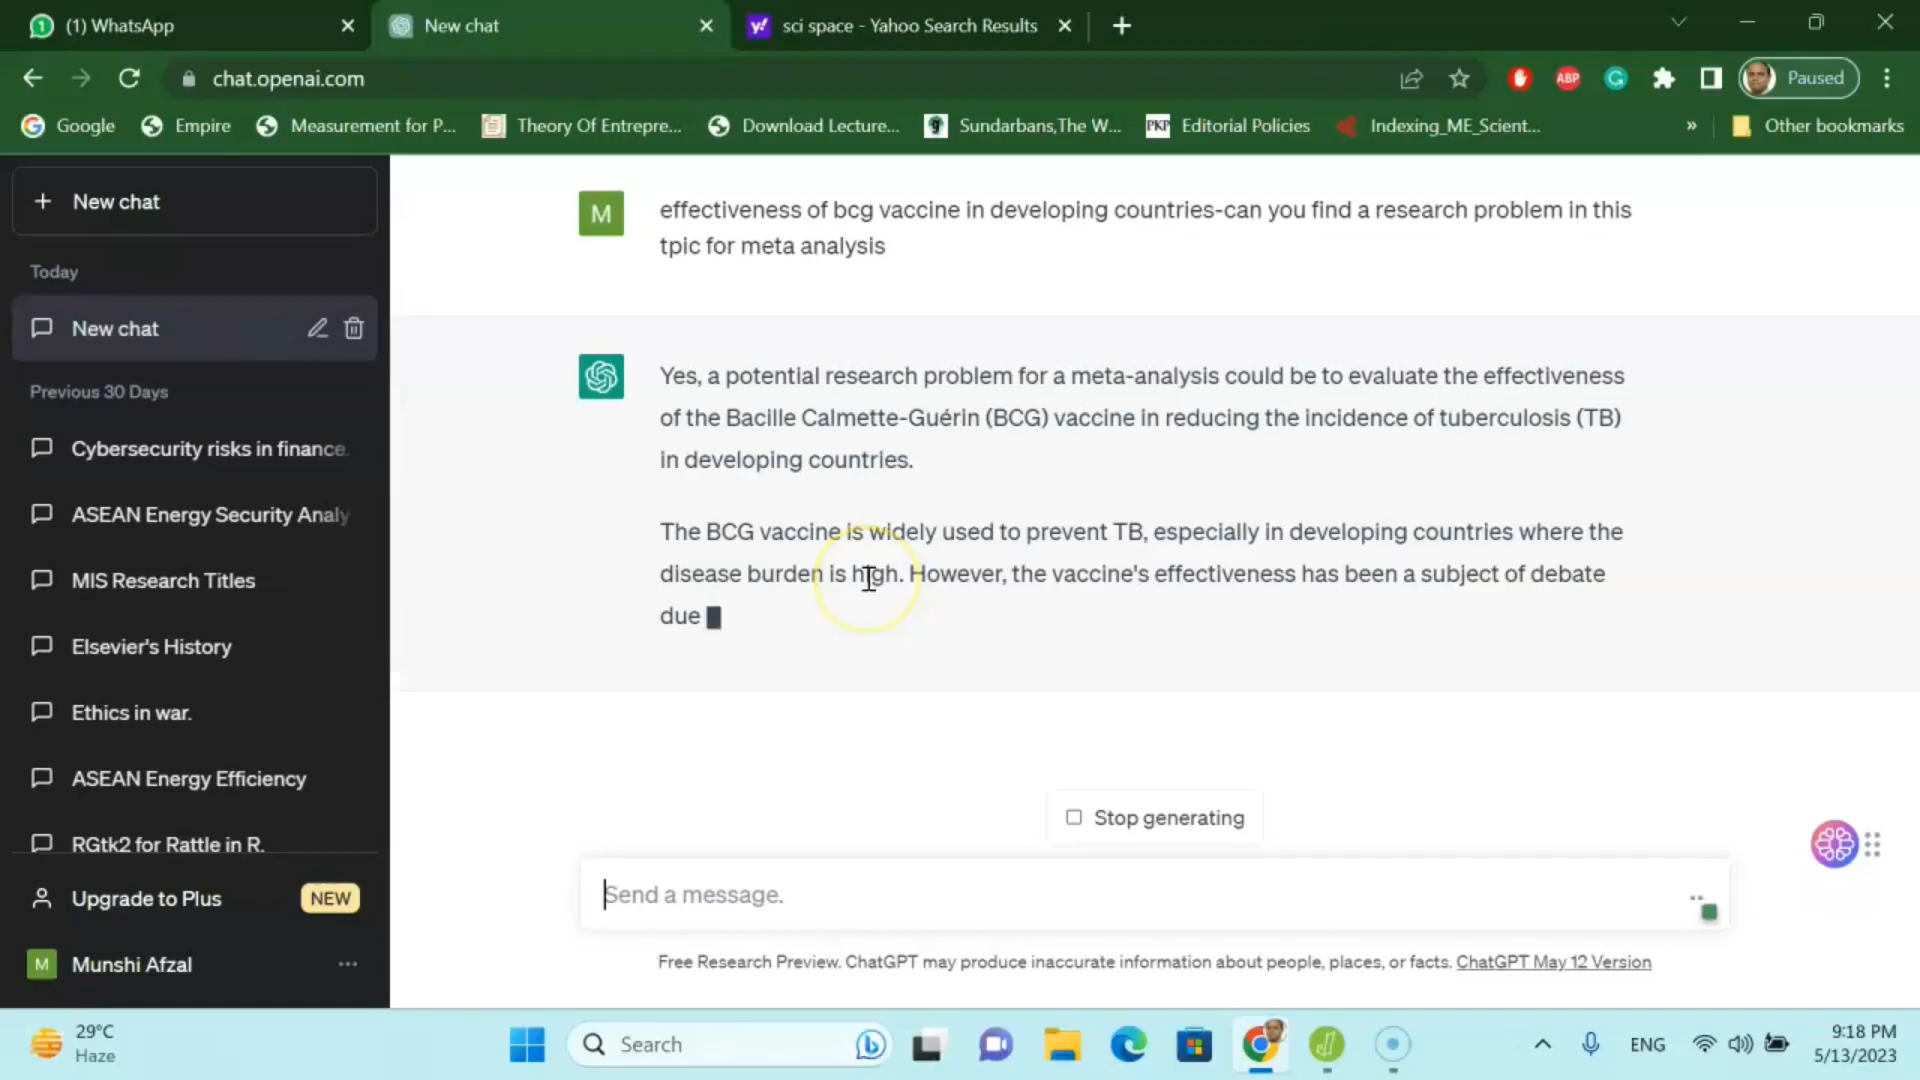 (1) WhatsApp
New chat
sci space - Yahoo Search Results
chat.openai.com
ABP
Paused
Google
Empire
Measurement for P...
Theory Of Entrepre...
Download Lecture...
Sundarbans,The W...
PKP
Editorial Policies
Indexing_ME_Scient...
»
Other bookmarks
+ New chat
Today
New chat
Previous 30 Days
Cybersecurity risks in finance.
ASEAN Energy Security Analy
MIS Research Titles
Elsevier's History
Ethics in war.
ASEAN Energy Efficiency
RGtk2 for Rattle in R.
Upgrade to Plus
NEW
M
Munshi Afzal
M
effectiveness of bcg vaccine in developing countries-can you find a research problem in this
tpic for meta analysis
Yes, a potential research problem for a meta-analysis could be to evaluate the effectiveness
of the Bacille Calmette-Guérin (BCG) vaccine in reducing the incidence of tuberculosis (TB)
in developing countries.
The BCG vaccine is widely used to prevent TB, especially in developing countries where the
disease burden is high. However, the vaccine's effectiveness has been a subject of debate
due
Stop generating
Send a message.
Free Research Preview. ChatGPT may produce inaccurate information about people, places, or facts. ChatGPT May 12 Version
29°C
Haze
Search
ENG
9:18 PM
5/13/2023